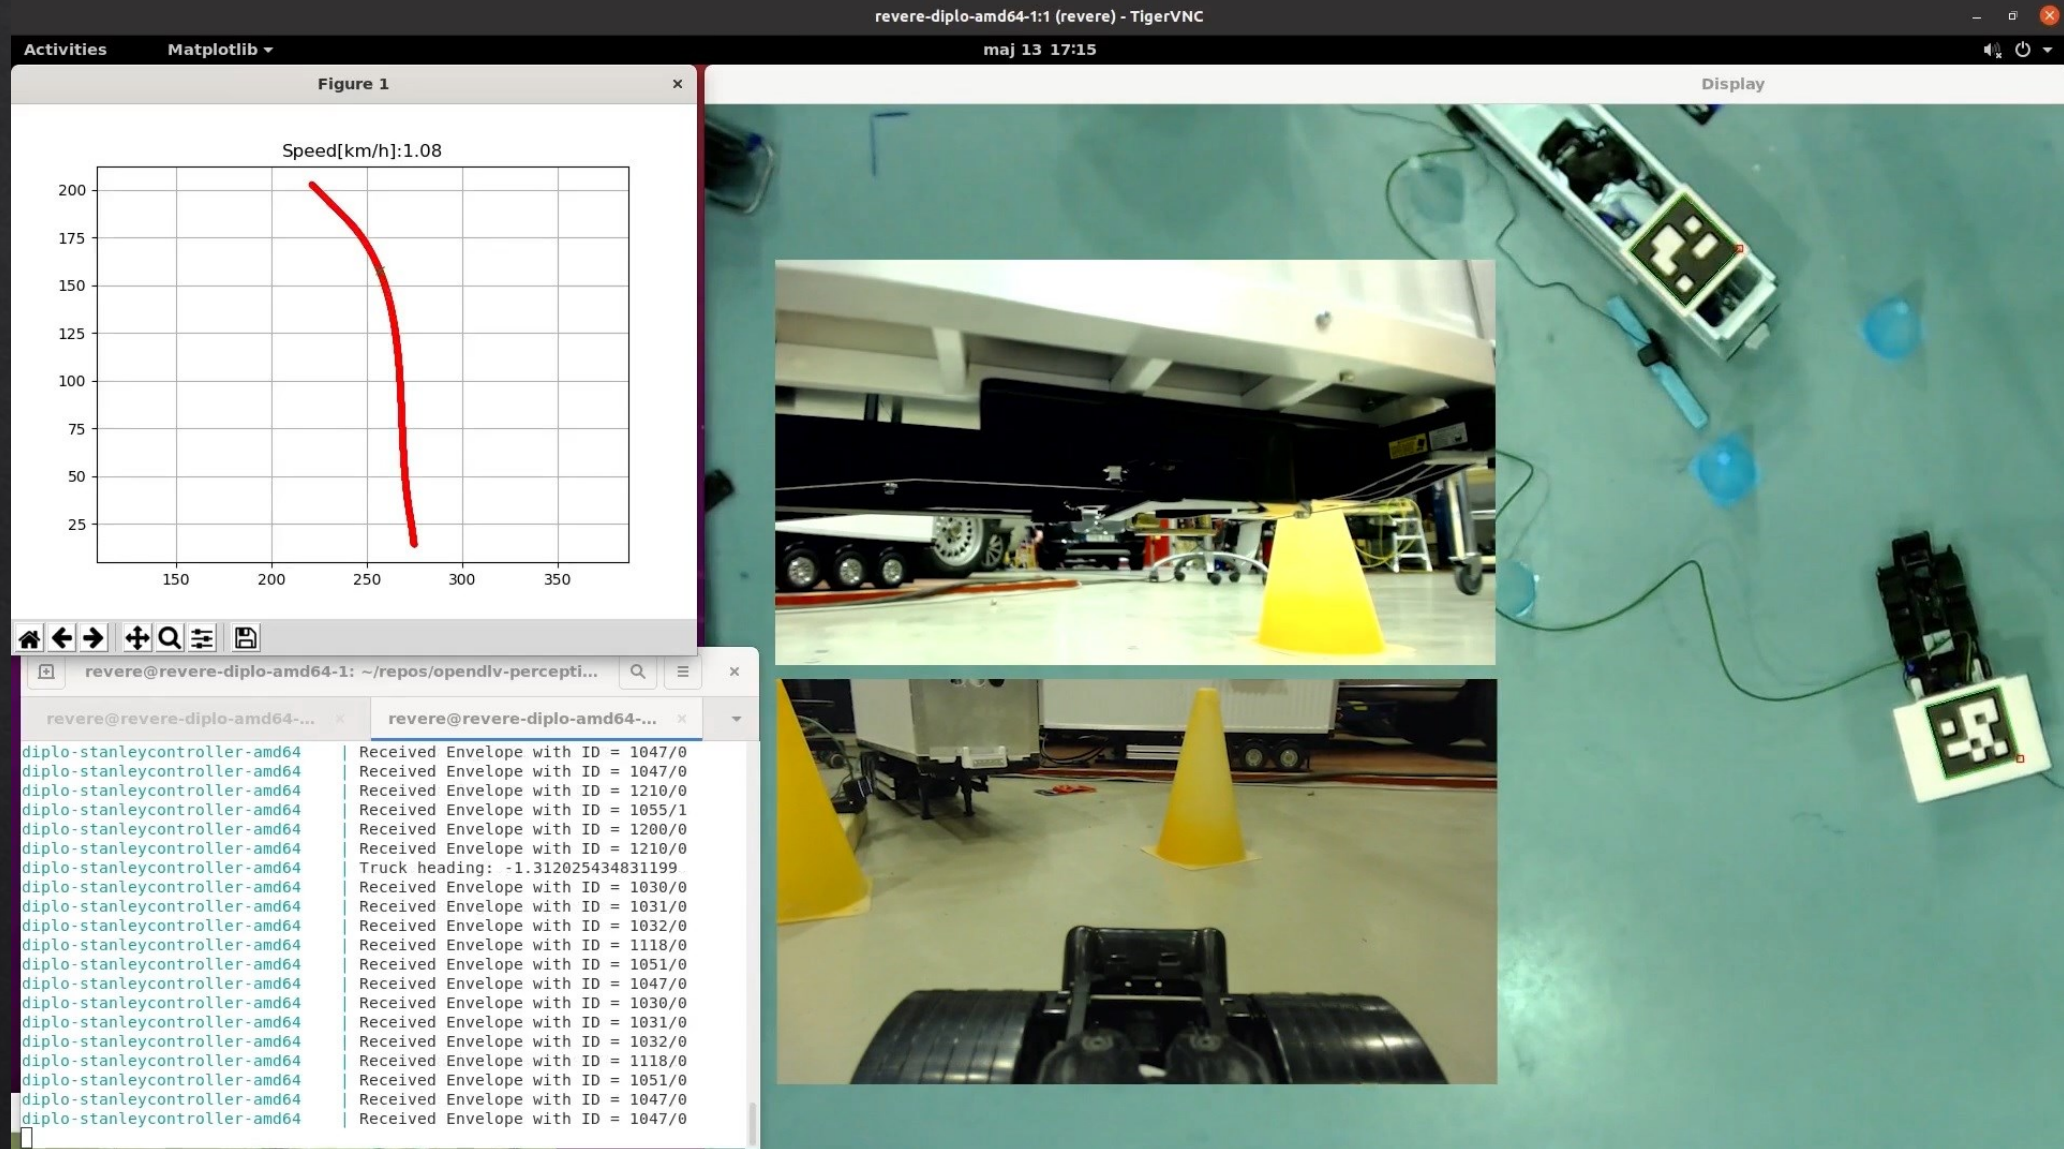 revere-diplo-amd64-1:1 (revere) - TigerVNC
Activities
Matplotlib
maj 13 17:15
Figure 1
Display
Speed[km/h]:1.08
200
175
150
125
100
75
50
25
150 200 250 300 350
revere@revere-diplo-amd64-1: ~/repos/opendlv-percepti...
revere@revere-diplo-amd64-...
revere@revere-diplo-amd64-...
diplo-stanleycontroller-amd64 | Received Envelope with ID = 1047/0
diplo-stanleycontroller-amd64 | Received Envelope with ID = 1047/0
diplo-stanleycontroller-amd64 | Received Envelope with ID = 1210/0
diplo-stanleycontroller-amd64 | Received Envelope with ID = 1055/1
diplo-stanleycontroller-amd64 | Received Envelope with ID = 1200/0
diplo-stanleycontroller-amd64 | Received Envelope with ID = 1210/0
diplo-stanleycontroller-amd64 | Truck heading: -1.312025434831199
diplo-stanleycontroller-amd64 | Received Envelope with ID = 1030/0
diplo-stanleycontroller-amd64 | Received Envelope with ID = 1031/0
diplo-stanleycontroller-amd64 | Received Envelope with ID = 1032/0
diplo-stanleycontroller-amd64 | Received Envelope with ID = 1118/0
diplo-stanleycontroller-amd64 | Received Envelope with ID = 1051/0
diplo-stanleycontroller-amd64 | Received Envelope with ID = 1047/0
diplo-stanleycontroller-amd64 | Received Envelope with ID = 1030/0
diplo-stanleycontroller-amd64 | Received Envelope with ID = 1031/0
diplo-stanleycontroller-amd64 | Received Envelope with ID = 1032/0
diplo-stanleycontroller-amd64 | Received Envelope with ID = 1118/0
diplo-stanleycontroller-amd64 | Received Envelope with ID = 1051/0
diplo-stanleycontroller-amd64 | Received Envelope with ID = 1047/0
diplo-stanleycontroller-amd64 | Received Envelope with ID = 1047/0